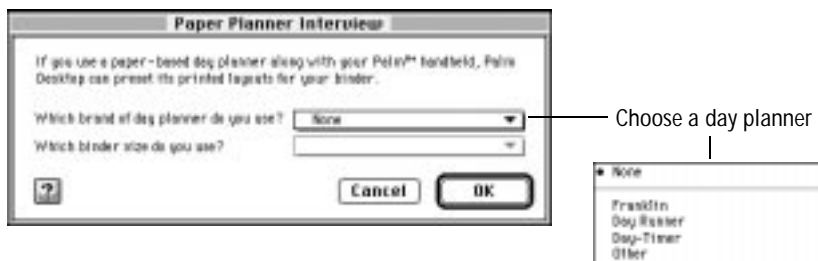 Paper Planner Interview
If you use a paper-based day planner along with your Palm™ handheld, Palm
Desktop can preset its printed layouts for your binder.
Which brand of day planner do you use? None
Which binder size do you use?
? Cancel OK
Choose a day planner
None
Franklin
Day Runner
Day-Timer
Other